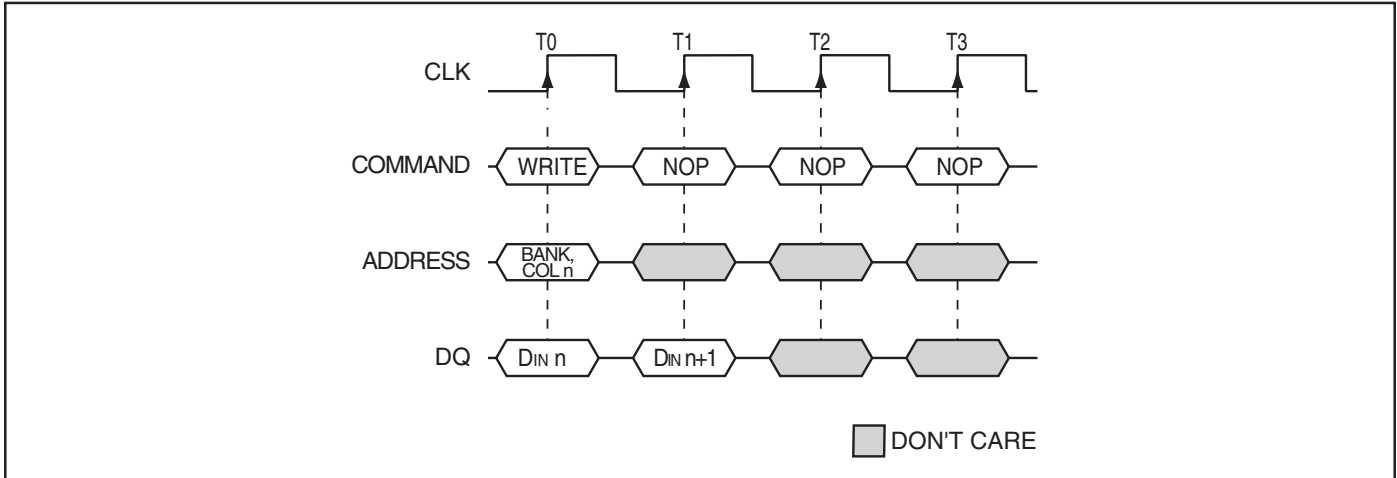 T0 T1 T2 T3
CLK
COMMAND WRITE NOP NOP NOP
ADDRESS BANK,
COL n
DQ DIN n DIN n+1
DON'T CARE